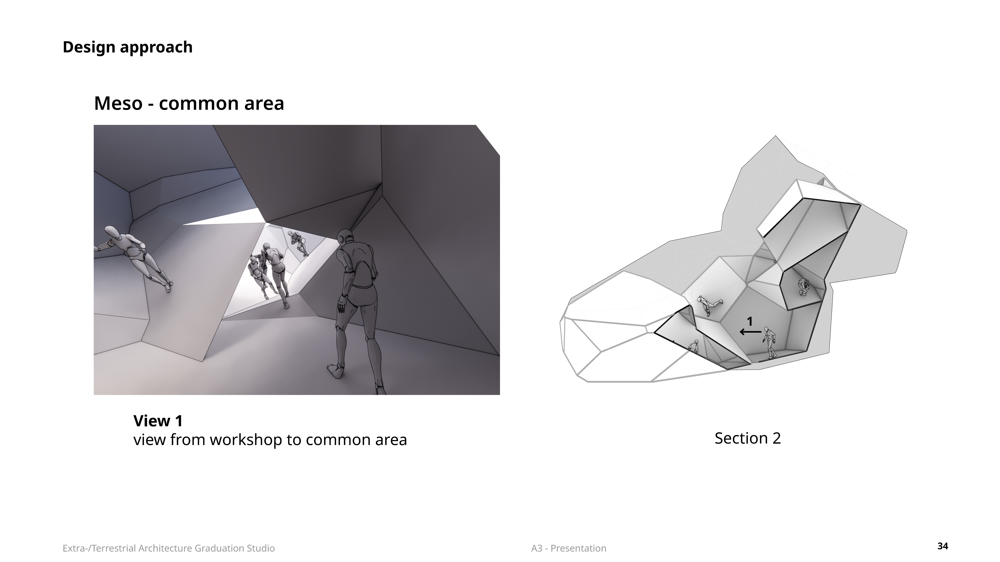 Design approach
Meso - common area
1
View 1
view from workshop to common area
Section 2
Extra-/Terrestrial Architecture Graduation Studio
A3 - Presentation
34